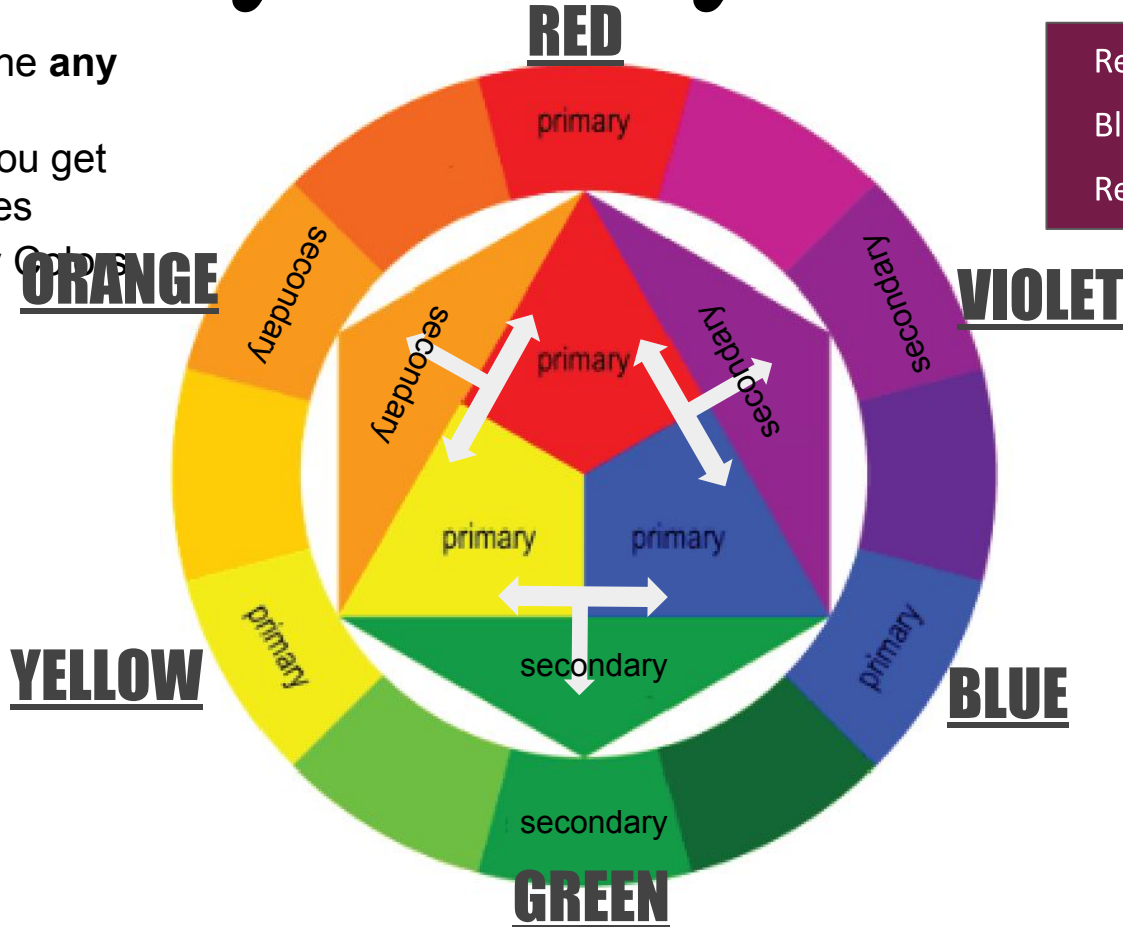 RED
any
ou get
es
Colors
Re
Bl
Re
primary
ORANGE
secondary
secondary
VIOLET
secondary
primary
secondary
primary
primary
YELLOW
primary
primary
BLUE
secondary
secondary
GREEN